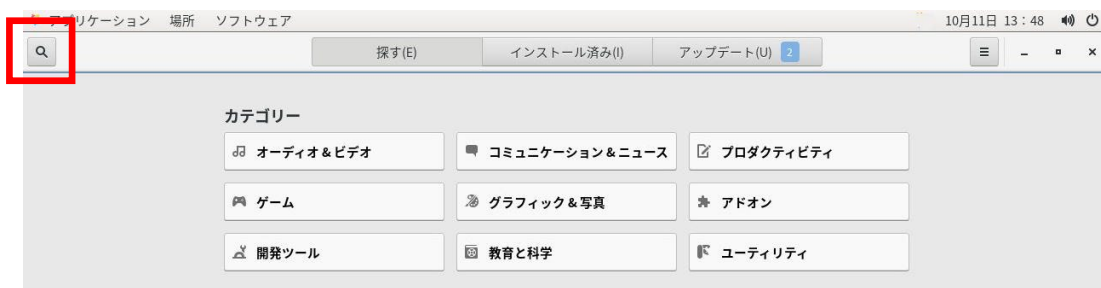 アプリケーション 場所 ソフトウェア 10月11日 13：48
探す(E) インストール済み(I) アップデート(U) 2
カテゴリー
オーディオ＆ビデオ コミュニケーション＆ニュース プロダクティビティ
ゲーム グラフィック＆写真 アドオン
開発ツール 教育と科学 ユーティリティ